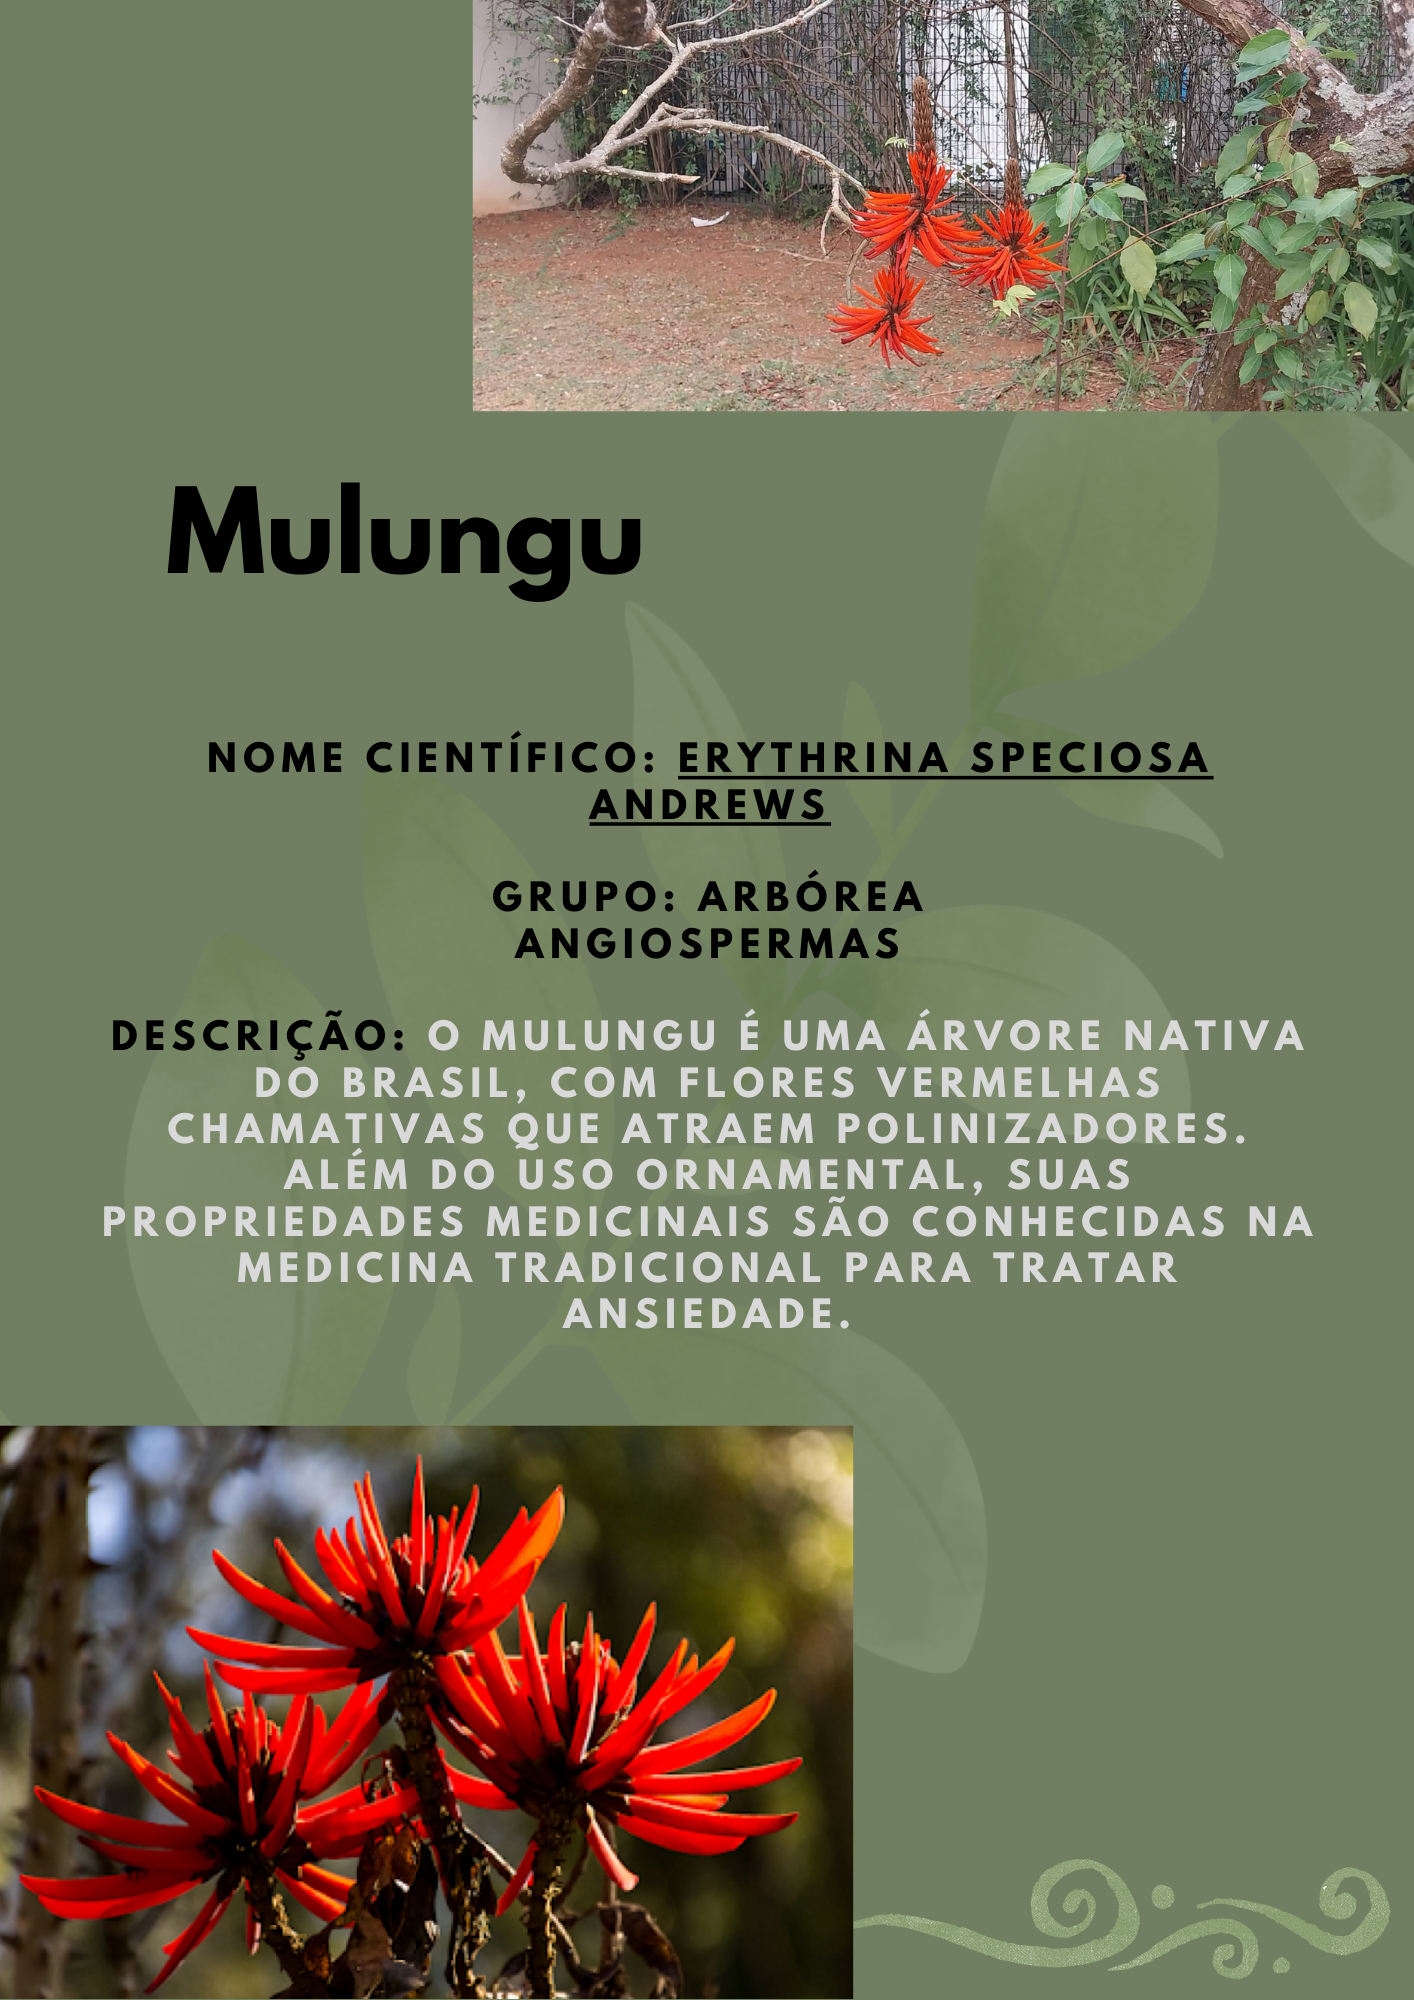 Mulungu
NOME CIENTÍFICO: ERYTHRINA SPECIOSA
ANDREWS
GRUPO: ARBÓREA
ANGIOSPERMAS
DESCRIÇÃO: O MULUNGU É UMA ÁRVORE NATIVA
DO BRASIL, COM FLORES VERMELHAS
CHAMATIVAS QUE ATRAEM POLINIZADORES.
ALÉM DO USO ORNAMENTAL, SUAS
PROPRIEDADES MEDICINAIS SÃO CONHECIDAS NA
MEDICINA TRADICIONAL PARA TRATAR
ANSIEDADE.